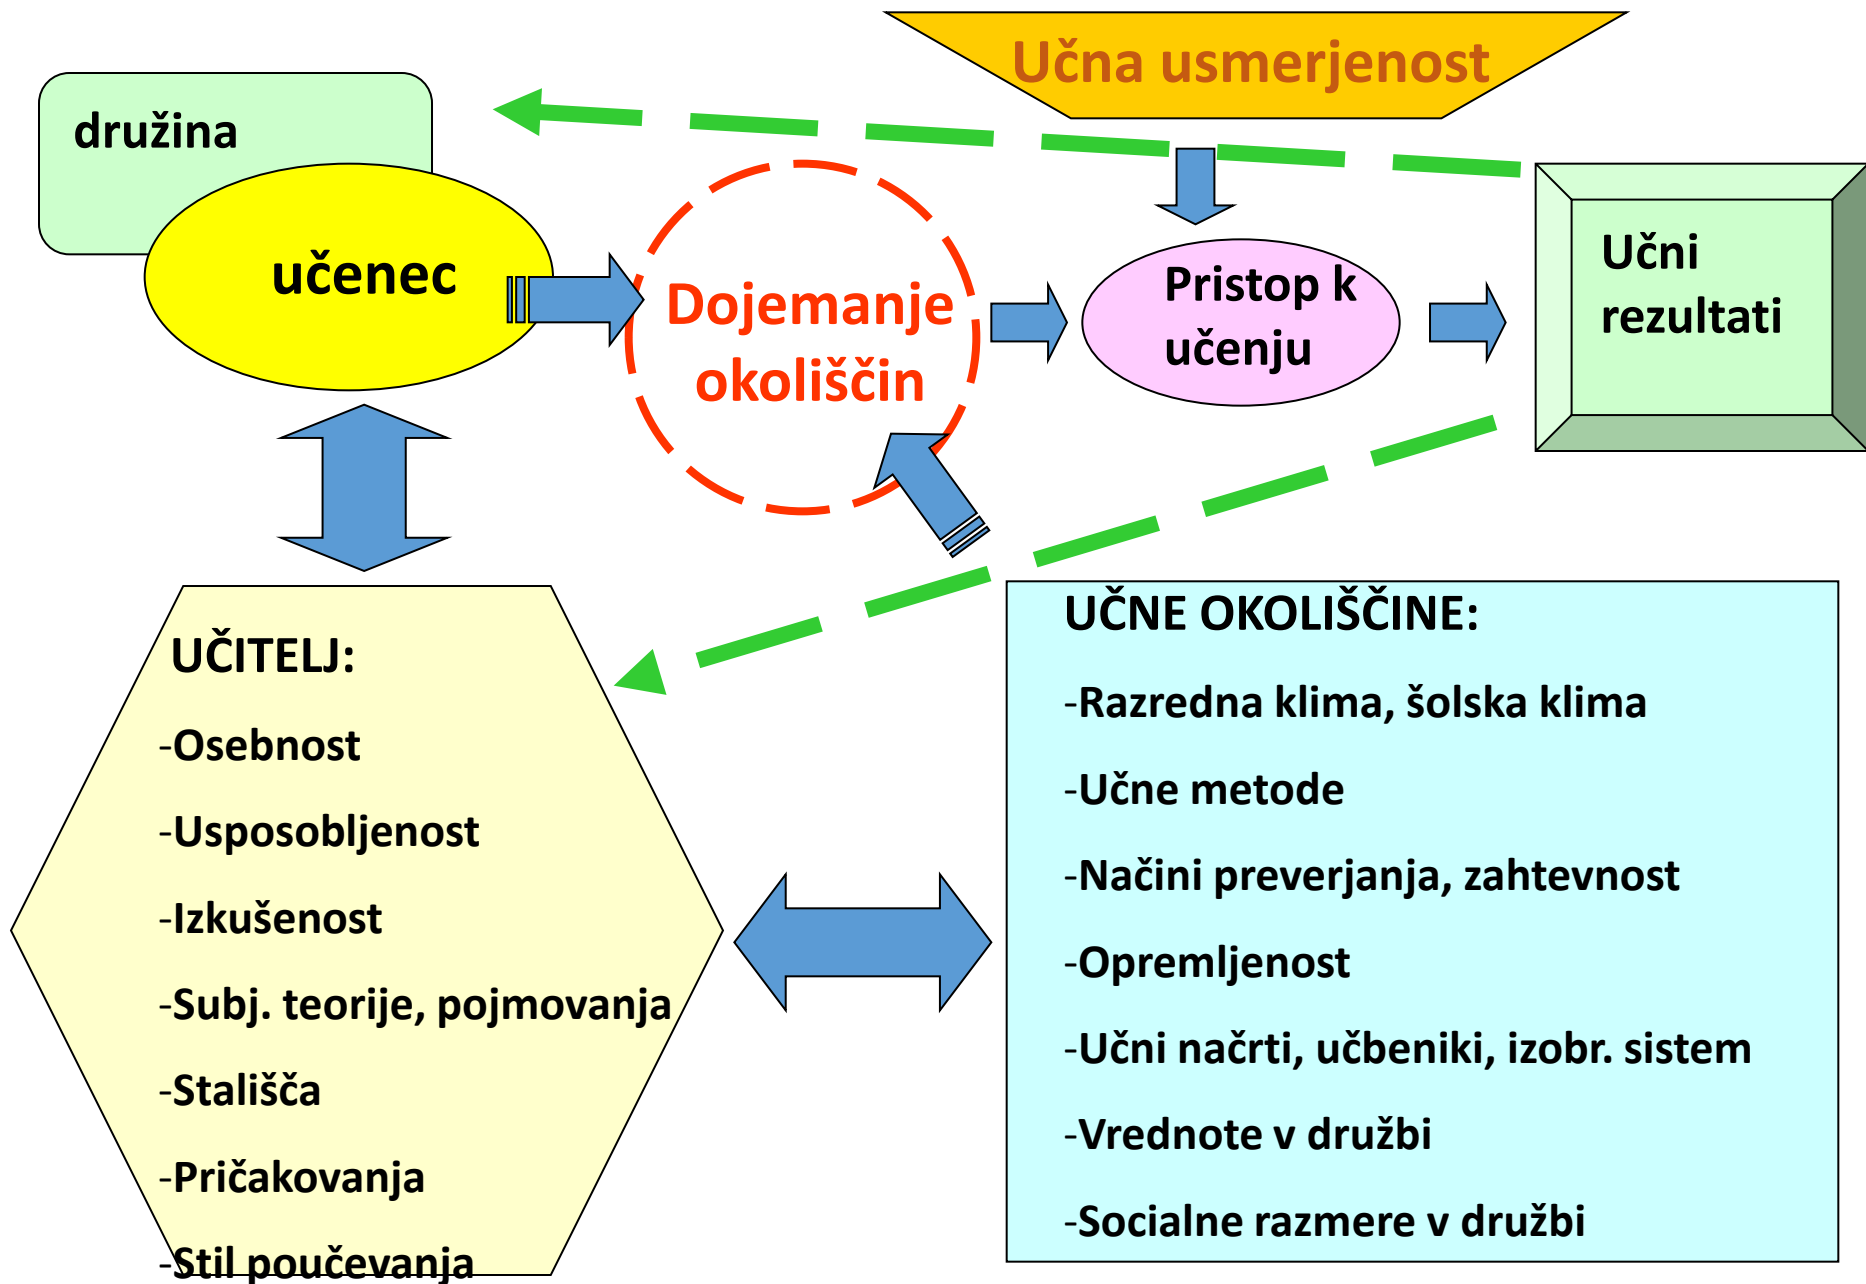 Učna usmerjenost
družina
učenec
Dojemanje
okoliščin
Pristop k
učenju
Učni
rezultati
UČITELJ:
-Osebnost
-Usposobljenost
-Izkušenost
-Subj. teorije, pojmovanja
-Stališča
-Pričakovanja
-Stil poučevanja
UČNE OKOLIŠČINE:
-Razredna klima, šolska klima
-Učne metode
-Načini preverjanja, zahtevnost
-Opremljenost
-Učni načrti, učbeniki, izobr. sistem
-Vrednote v družbi
-Socialne razmere v družbi